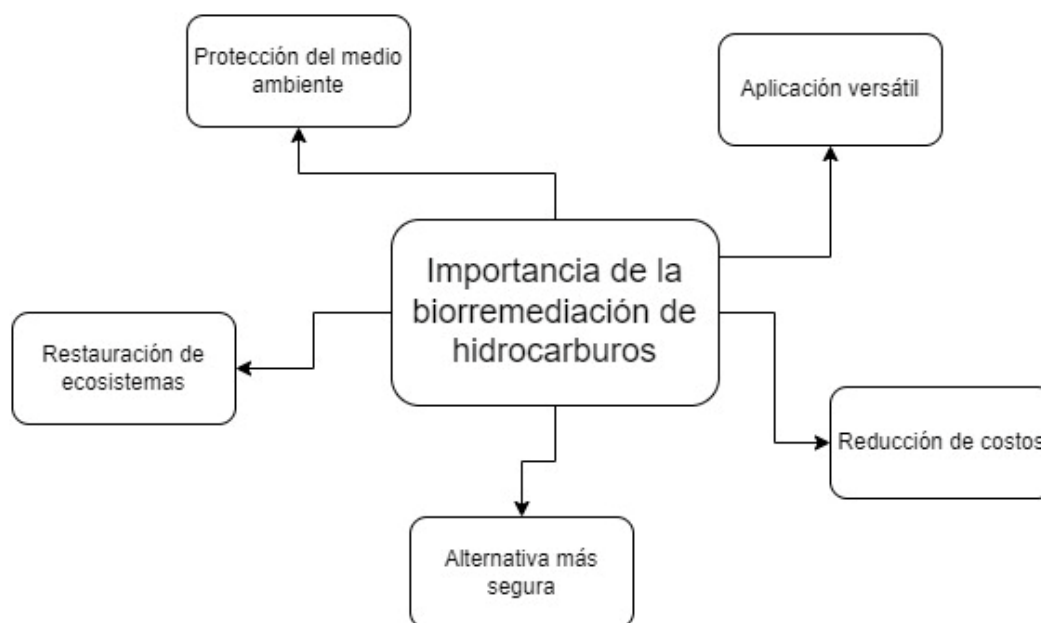 Protección del medio
ambiente
Aplicación versátil
Importancia de la
biorremediación de
hidrocarburos
Restauración de
ecosistemas
Reducción de costos
Alternativa más
segura